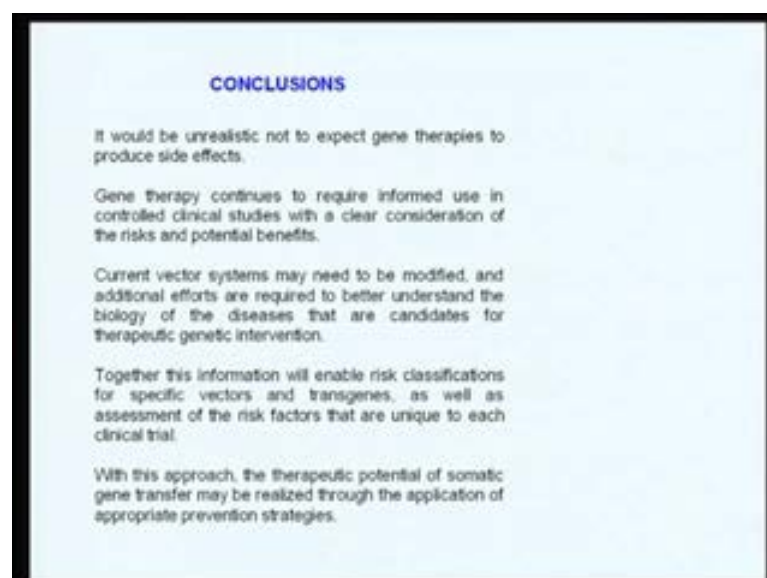 CONCLUSIONS
It would be unrealistic not to expect gene therapies to
produce side effects.
Gene therapy continues to require informed use in
controlled clinical studies with a clear consideration of
the risks and potential benefits.
Current vector systems may need to be modified, and
additional efforts are required to better understand the
biology of the diseases that are candidates for
therapeutic genetic intervention.
Together this information will enable risk classifications
for specific vectors and transgenes, as well as
assessment of the risk factors that are unique to each
clinical trial.
With this approach, the therapeutic potential of somatic
gene transfer may be realized through the application of
appropriate prevention strategies.